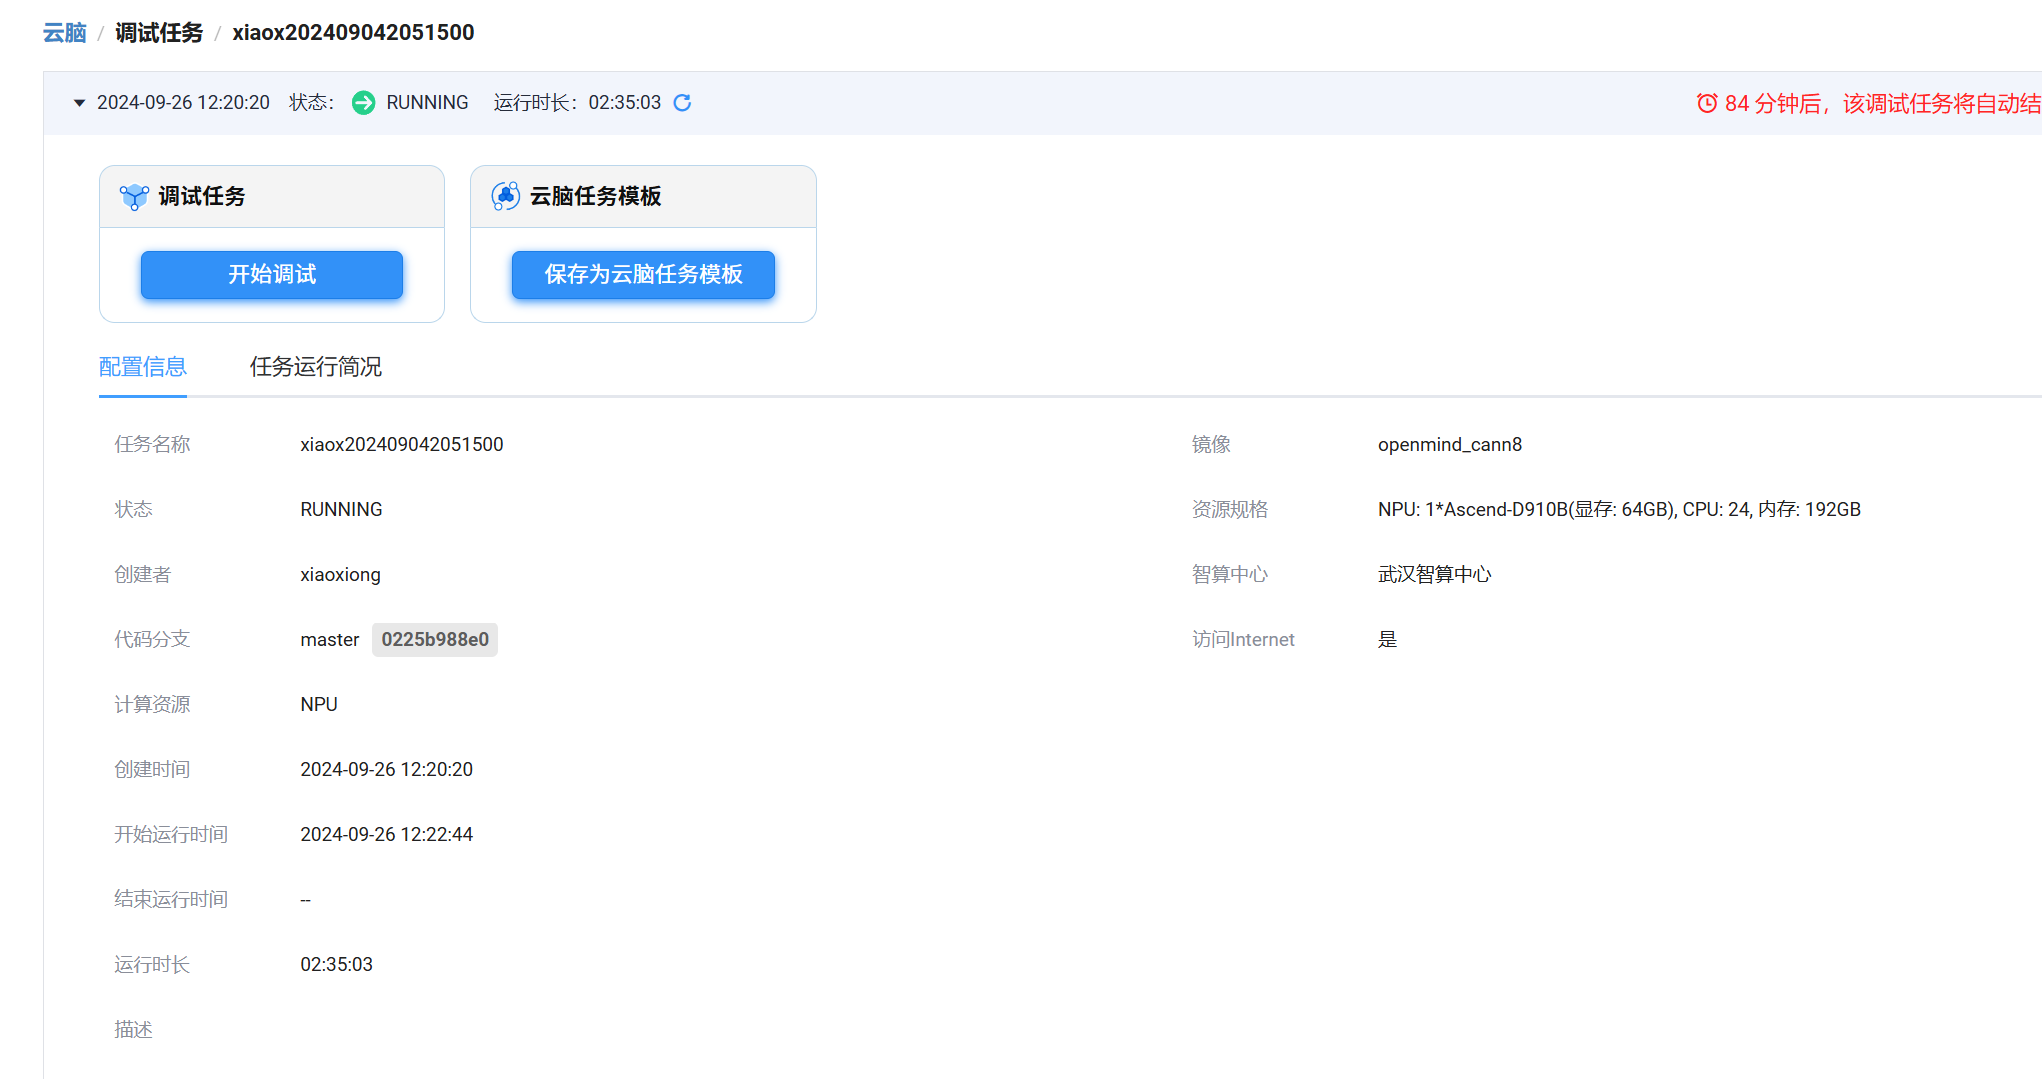 云脑 / 调试任务 / xiaox202409042051500
2024-09-26 12:20:20 状态： RUNNING 运行时长：02:35:03
84 分钟后，该调试任务将自动结
调试任务
云脑任务模板
开始调试
保存为云脑任务模板
配置信息 任务运行简况
任务名称 xiaox202409042051500
镜像 openmind_cann8
状态 RUNNING
资源规格 NPU: 1*Ascend-D910B(显存: 64GB), CPU: 24, 内存: 192GB
创建者 xiaoxiong
智算中心 武汉智算中心
代码分支 master 0225b988e0
访问Internet 是
计算资源 NPU
创建时间 2024-09-26 12:20:20
开始运行时间 2024-09-26 12:22:44
结束运行时间 --
运行时长 02:35:03
描述